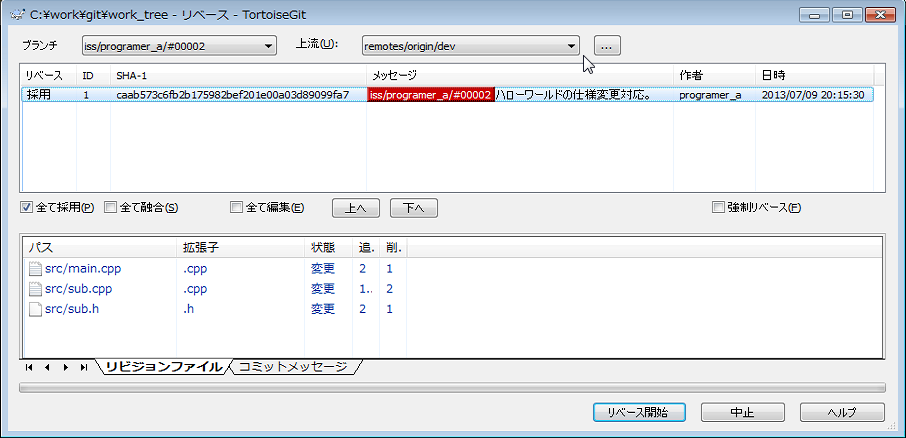 C:¥work¥git¥work_tree - リベース - TortoiseGit
ブランチ iss/programer_a/#00002 上流(U): remotes/origin/dev ...
リベース ID SHA-1 メッセージ 作者 日時
採用 1 caab573c6fb2b175982bef201e00a03d89099fa7 iss/programer_a/#00002 ハローワールドの仕様変更対応。 programer_a 2013/07/09 20:15:30
全て採用(P) 全て融合(S) 全て編集(E) 上へ 下へ 強制リベース(F)
パス 拡張子 状態 追. 削.
src/main.cpp .cpp 変更 2 1
src/sub.cpp .cpp 変更 1.. 2
src/sub.h .h 変更 2 1
リビジョンファイル コミットメッセージ
リベース開始 中止 ヘルプ